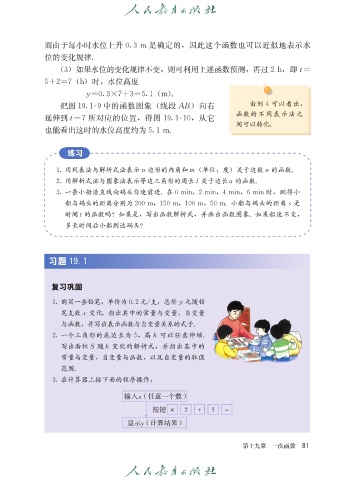 人民教育出版社
而由于每小时水位上升 0.3 m 是确定的，因此这个函数也可以近似地表示水
位的变化规律.
（3）如果水位的变化规律不变，则可利用上述函数预测，再过 2 h，即 t=
5+2=7（h）时，水位高度
y=0.3×7+3=5.1（m）.
把图 19.1-9 中的函数图象（线段 AB）向右
延伸到 t=7 所对应的位置，得图 19.1-10，从它
也能看出这时的水位高度约为 5.1 m.
由例 4 可以看出，
函数的不同表示法之
间可以转化.
练习
1. 用列表法与解析式法表示 n 边形的内角和 m（单位：度）关于边数 n 的函数.
2. 用解析式法与图象法表示等边三角形的周长 l 关于边长 a 的函数.
3. 一条小船沿直线向码头匀速前进. 在 0 min，2 min，4 min，6 min 时，测得小
船与码头的距离分别为 200 m，150 m，100 m，50 m. 小船与码头的距离 s 是
时间 t 的函数吗？如果是，写出函数解析式，并画出函数图象. 如果船速不变，
多长时间后小船到达码头？
习题 19.1
复习巩固
1. 购买一些铅笔，单价为 0.2 元/支，总价 y 元随铅
笔支数 x 变化. 指出其中的常量与变量，自变量
与函数，并写出表示函数与自变量关系的式子.
2. 一个三角形的底边长为 5，高 h 可以任意伸缩.
写出面积 S 随 h 变化的解析式，并指出其中的
常量与变量，自变量与函数，以及自变量的取值
范围.
3. 在计算器上按下面的程序操作：
输入x（任意一个数）
按键 × 2 + 5 =
显示y（计算结果）
第十九章 一次函数 81
人民教育出版社